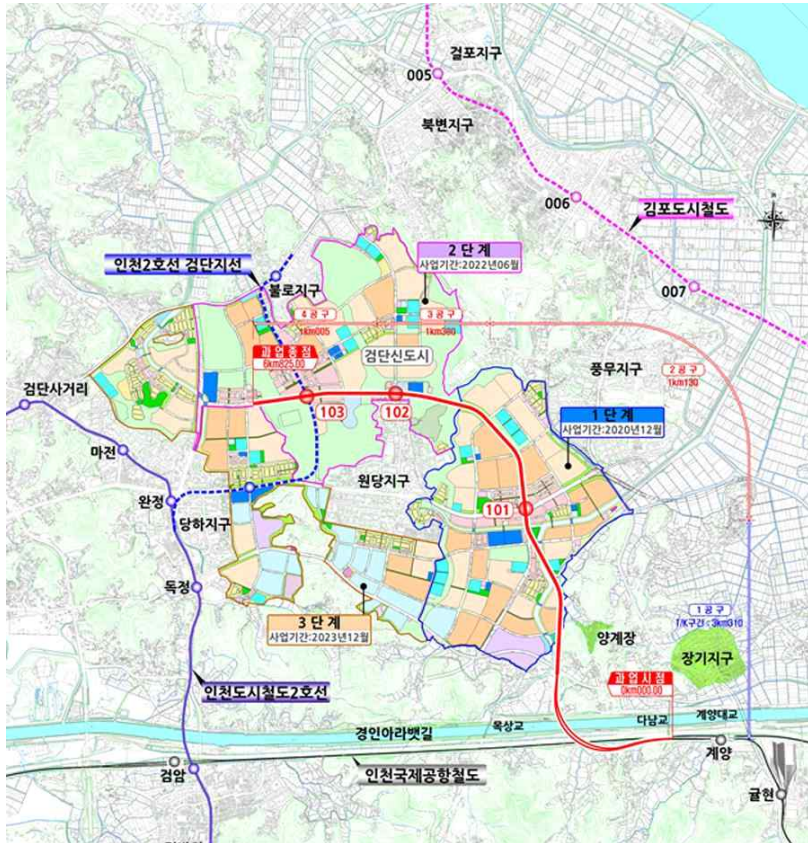 걸포지구
005
북변지구
006
김포도시철도
2 단 계
사업기간:2022년06월
인천2호선 검단지선
불로지구
007
4 공 구
1km005
3 공 구
1km380
과 업 종 점
6km825.00
검단신도시
풍무지구
2 공 구
1km130
검단사거리
103
102
1 단 계
사업기간:2020년12월
마전
원당지구
완정
101
당하지구
독정
3 단 계
사업기간:2023년12월
1 공 구
T/K구간 : 3km310
양계장
장기지구
과 업 시 점
0km000.00
인천도시철도2호선
목상교
다남교
계양대교
경인아라뱃길
계양
검암
인천국제공항철도
귤현